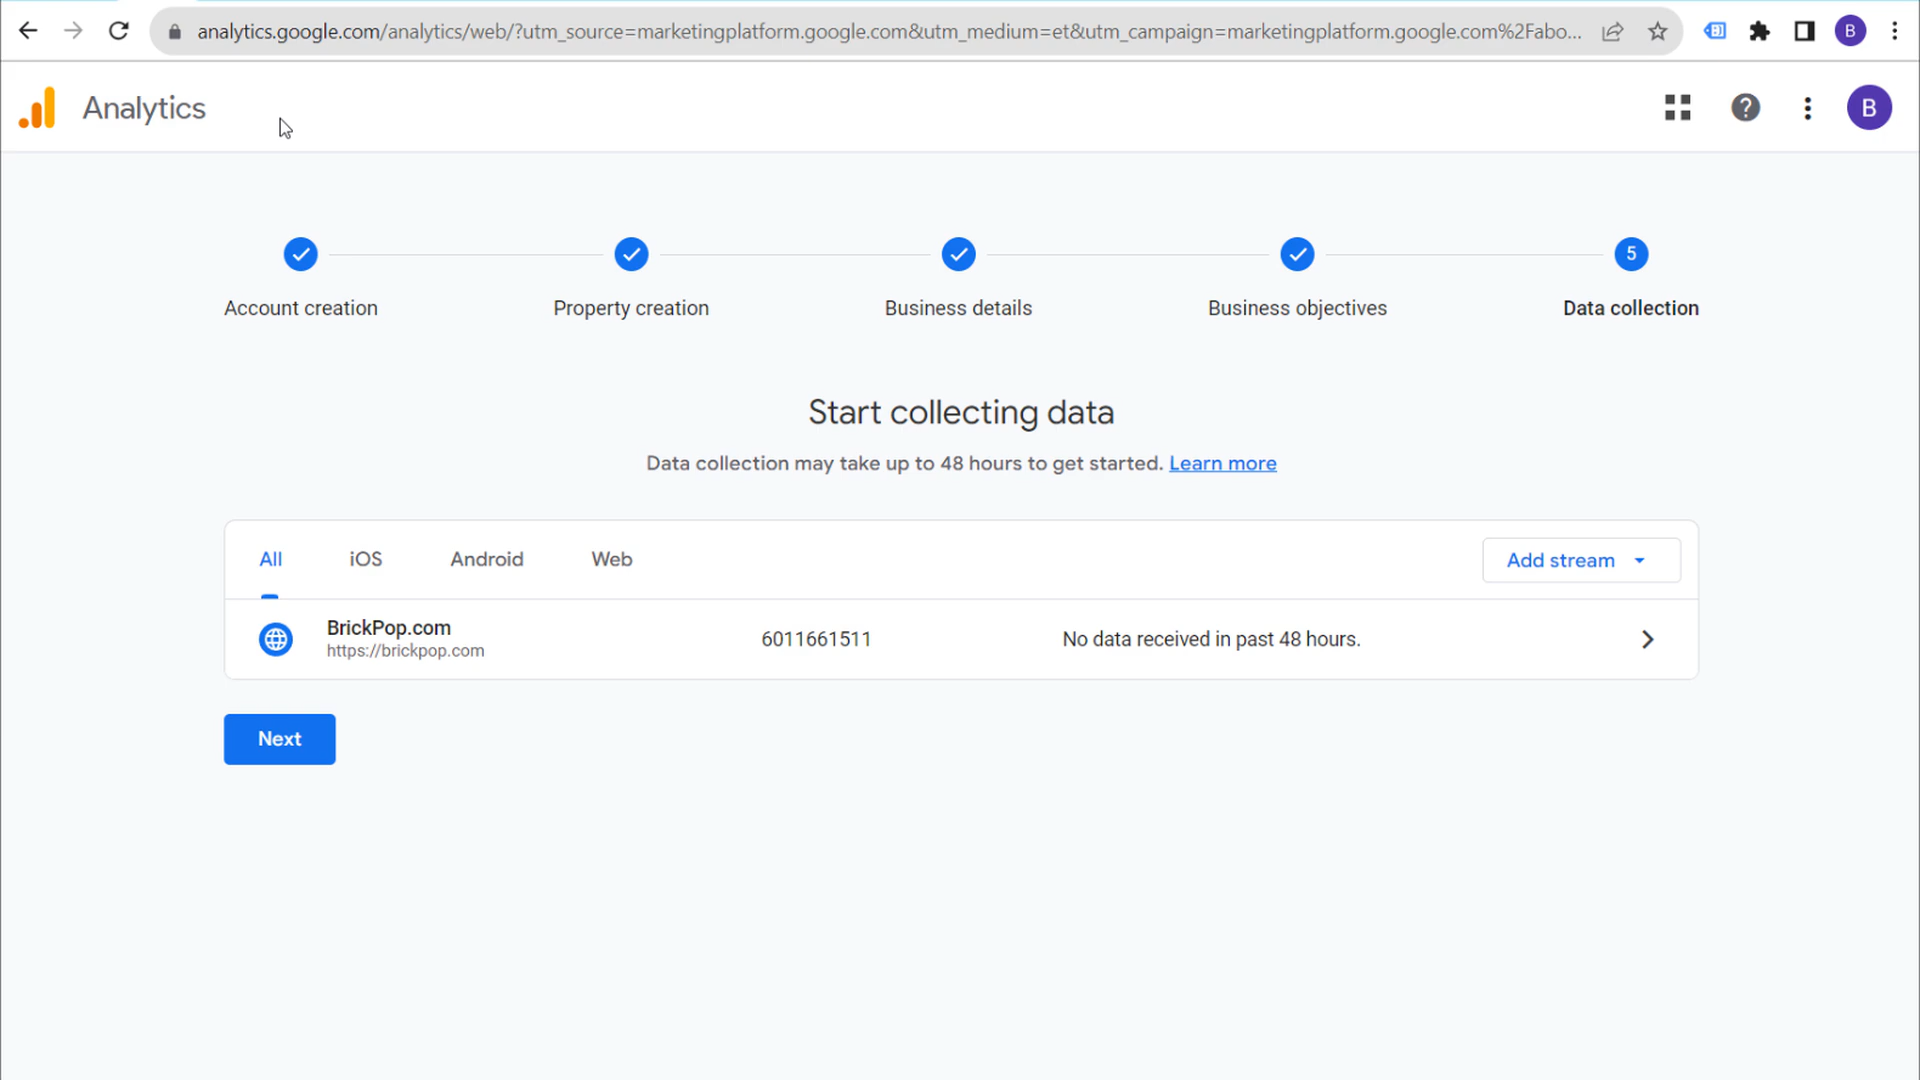 analytics.google.com/analytics/web/?utm_source=marketingplatform.google.com&utm_medium=et&utm_campaign=marketingplatform.google.com%2Fabo...
B
Analytics
?
B
5
Account creation
Property creation
Business details
Business objectives
Data collection
Start collecting data
Data collection may take up to 48 hours to get started. Learn more
All iOS Android Web Add stream
BrickPop.com
https://brickpop.com
6011661511
No data received in past 48 hours.
Next